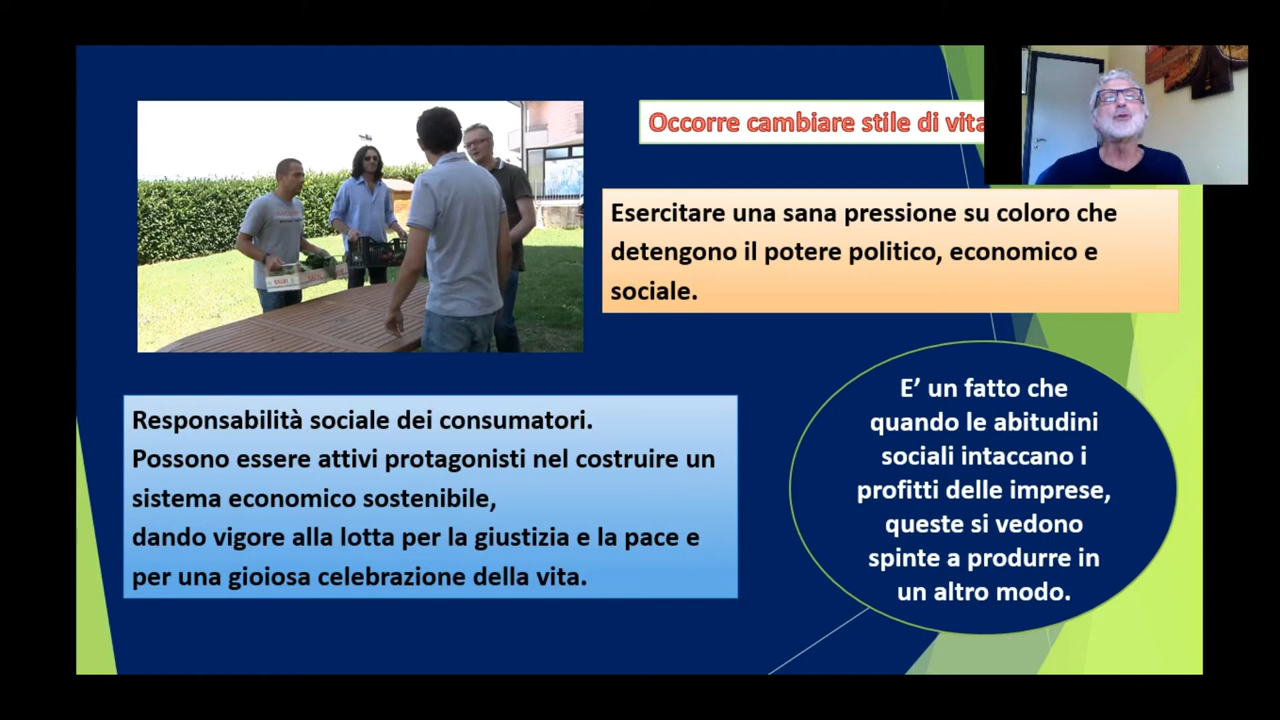 Occorre cambiare stile di vita
Esercitare una sana pressione su coloro che
detengono il potere politico, economico e
sociale.
Responsabilità sociale dei consumatori.
Possono essere attivi protagonisti nel costruire un
sistema economico sostenibile,
dando vigore alla lotta per la giustizia e la pace e
per una gioiosa celebrazione della vita.
E’ un fatto che
quando le abitudini
sociali intaccano i
profitti delle imprese,
queste si vedono
spinte a produrre in
un altro modo.